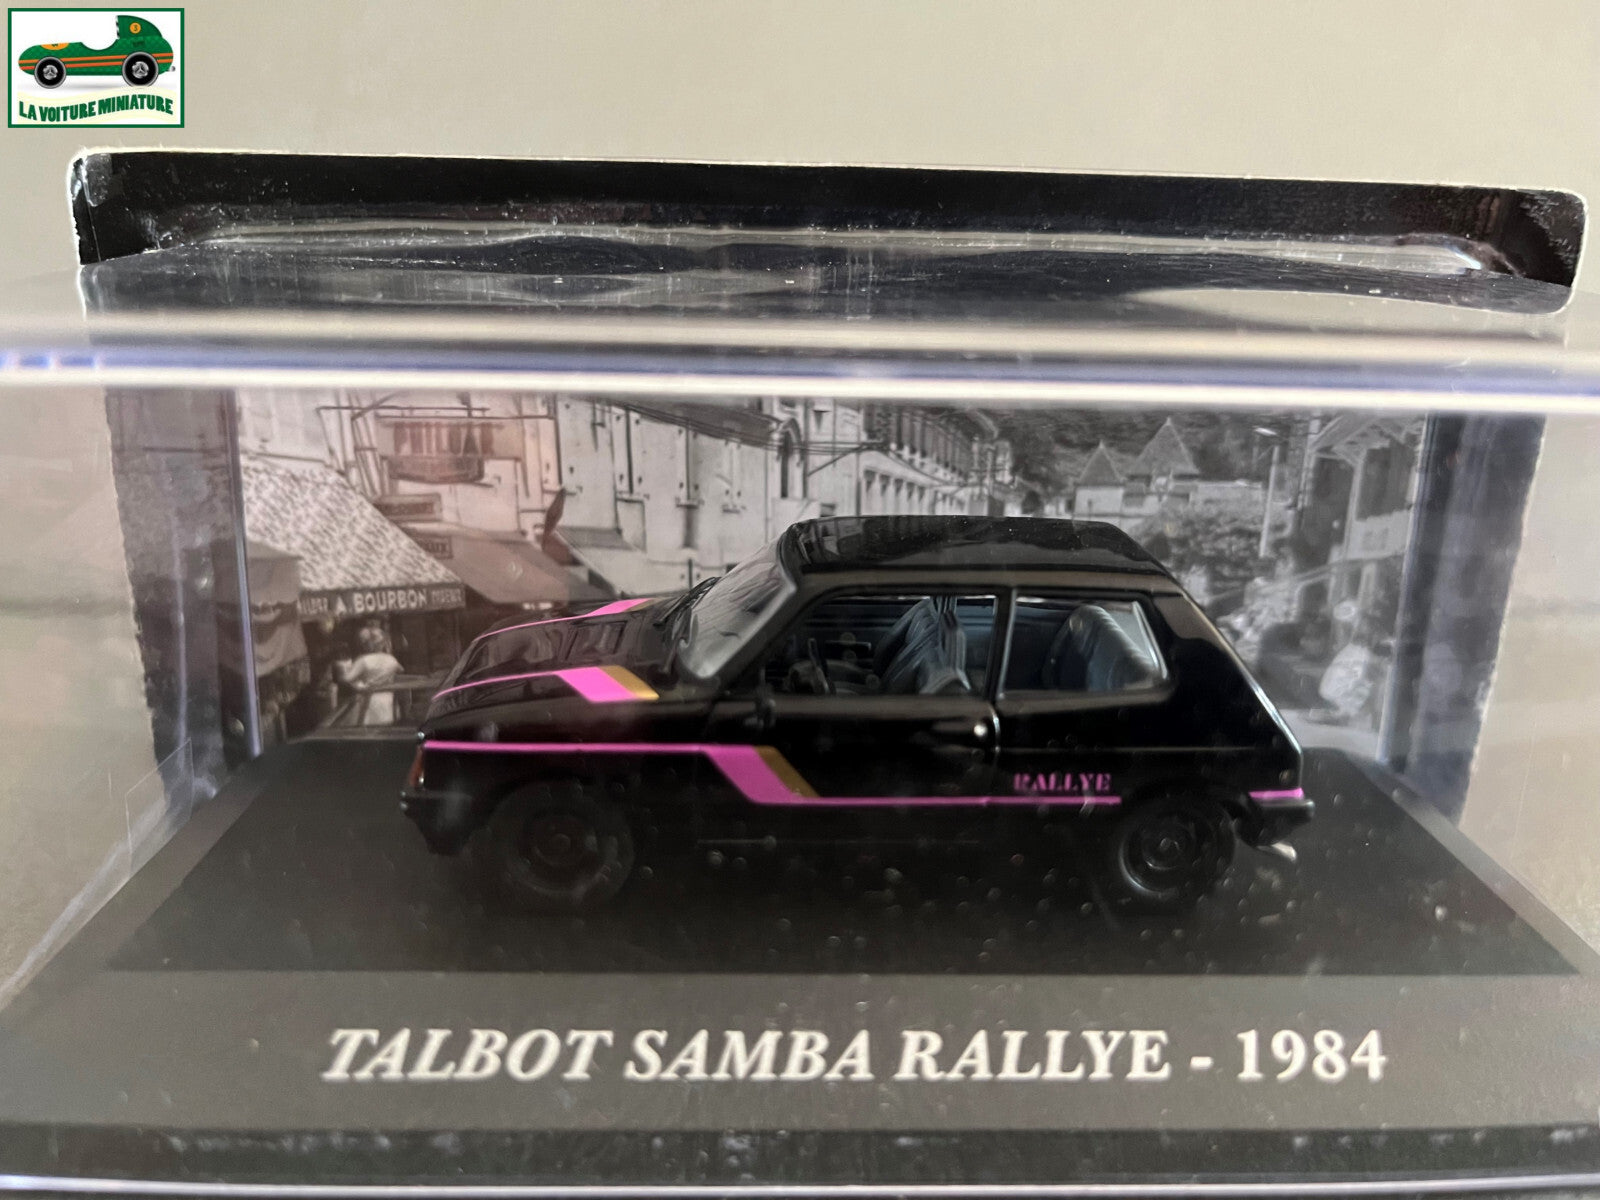 LA VOITURE MINIATURE
A.BOURBON
RALLYE
TALBOT SAMBA RALLYE - 1984